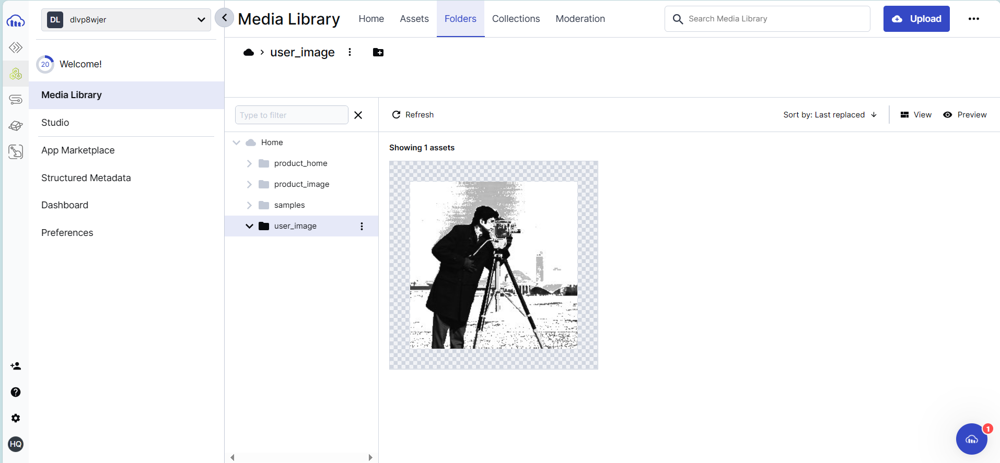 DL dlvp8wjer
Media Library
Home
Assets
Folders
Collections
Moderation
Search Media Library
Upload
20 Welcome!
Media Library
Studio
App Marketplace
Structured Metadata
Dashboard
Preferences
HQ
user_image
Type to filter
Refresh
Sort by: Last replaced
View
Preview
Home
product_home
product_image
samples
user_image
Showing 1 assets
1